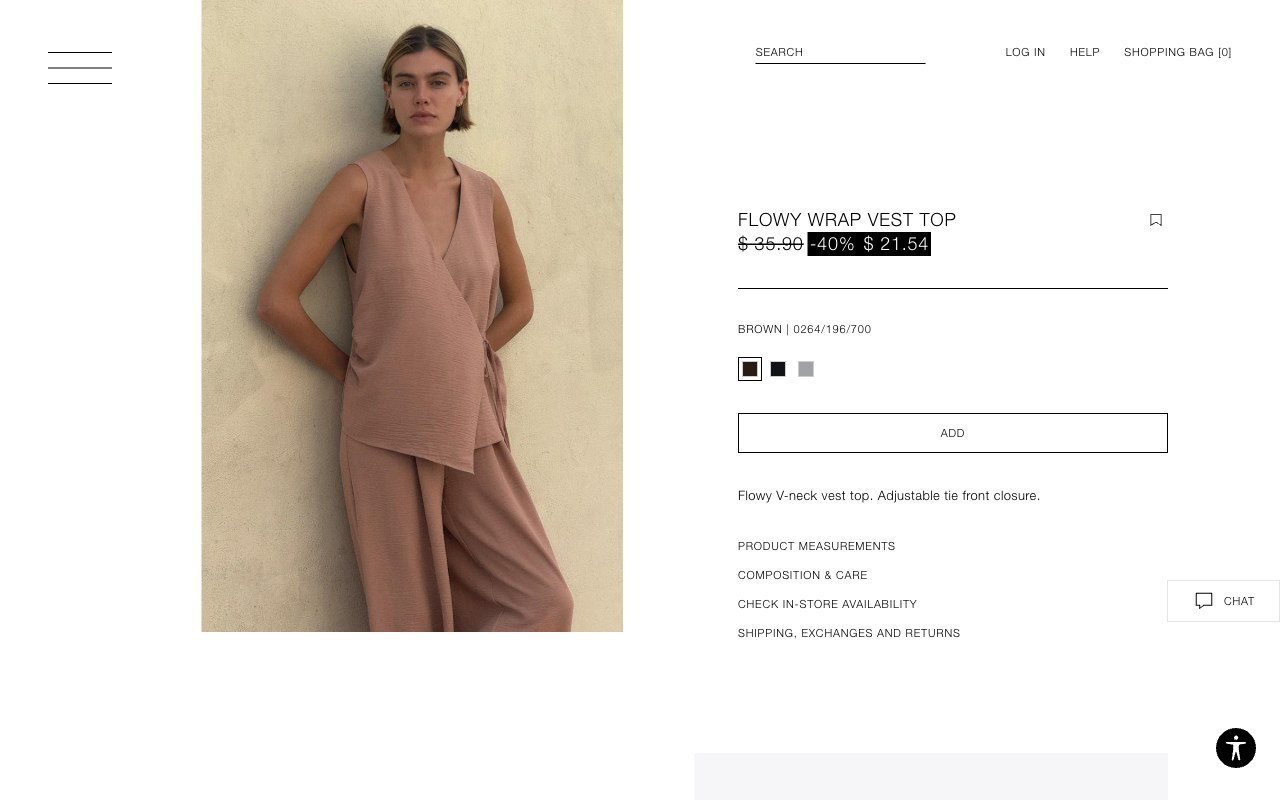 SEARCH
LOG IN
HELP
SHOPPING BAG [0]
FLOWY WRAP VEST TOP
$ 35.90 -40% $ 21.54
BROWN | 0264/196/700
ADD
Flowy V-neck vest top. Adjustable tie front closure.
PRODUCT MEASUREMENTS
COMPOSITION & CARE
CHECK IN-STORE AVAILABILITY
SHIPPING, EXCHANGES AND RETURNS
CHAT